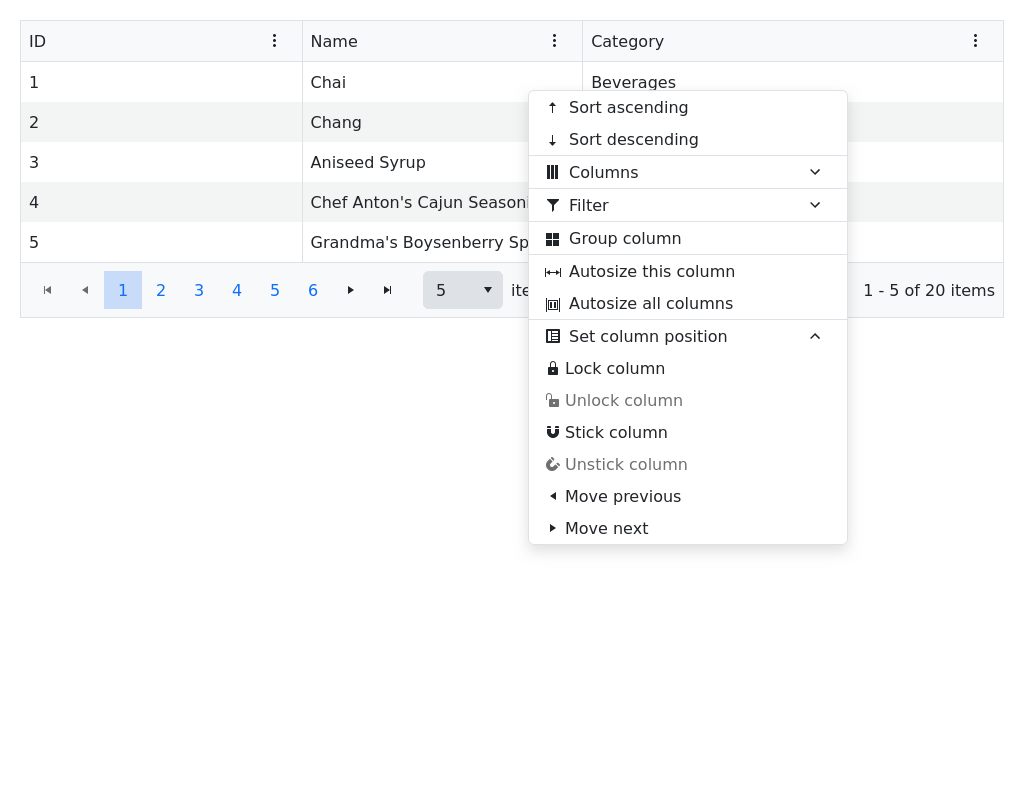 ID Name Category
1 Chai Beverages
2 Chang
3 Aniseed Syrup
4 Chef Anton's Cajun Season
5 Grandma's Boysenberry Sp
1 2 3 4 5 6 5 ite 1 - 5 of 20 items
Sort ascending
Sort descending
Columns
Filter
Group column
Autosize this column
Autosize all columns
Set column position
Lock column
Unlock column
Stick column
Unstick column
Move previous
Move next